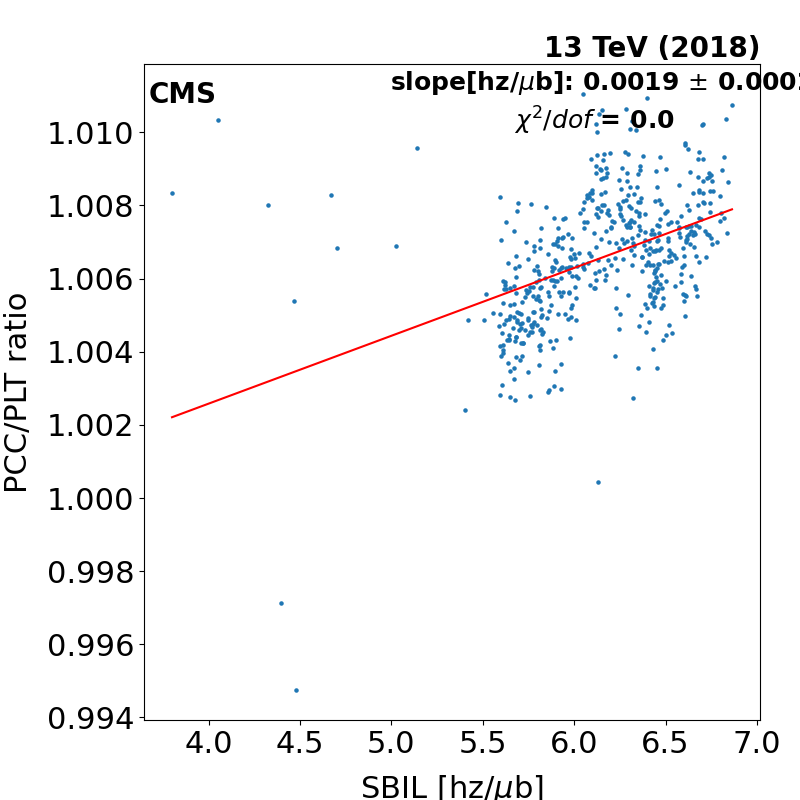 13 TeV (2018)
slope[hz/μb]: 0.0019 ± 0.000
CMS
χ²/dof = 0.0
1.010
1.008
1.006
1.004
1.002
1.000
0.998
0.996
0.994
PCC/PLT ratio
4.0 4.5 5.0 5.5 6.0 6.5 7.0
SBIL [hz/μb]